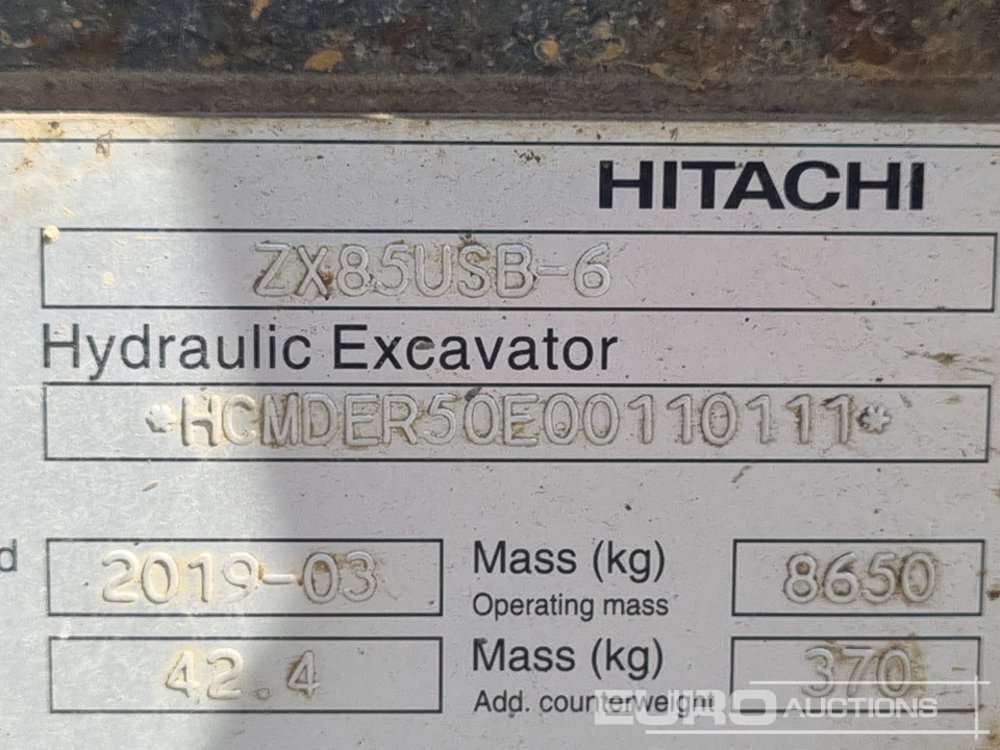 HITACHI
ZX85USB-6
Hydraulic Excavator
*HCMDER50E00110111*
d 2019-03 Mass (kg) 8650
Operating mass
42.4 Mass (kg) 370
Add. counterweight
EURO AUCTIONS